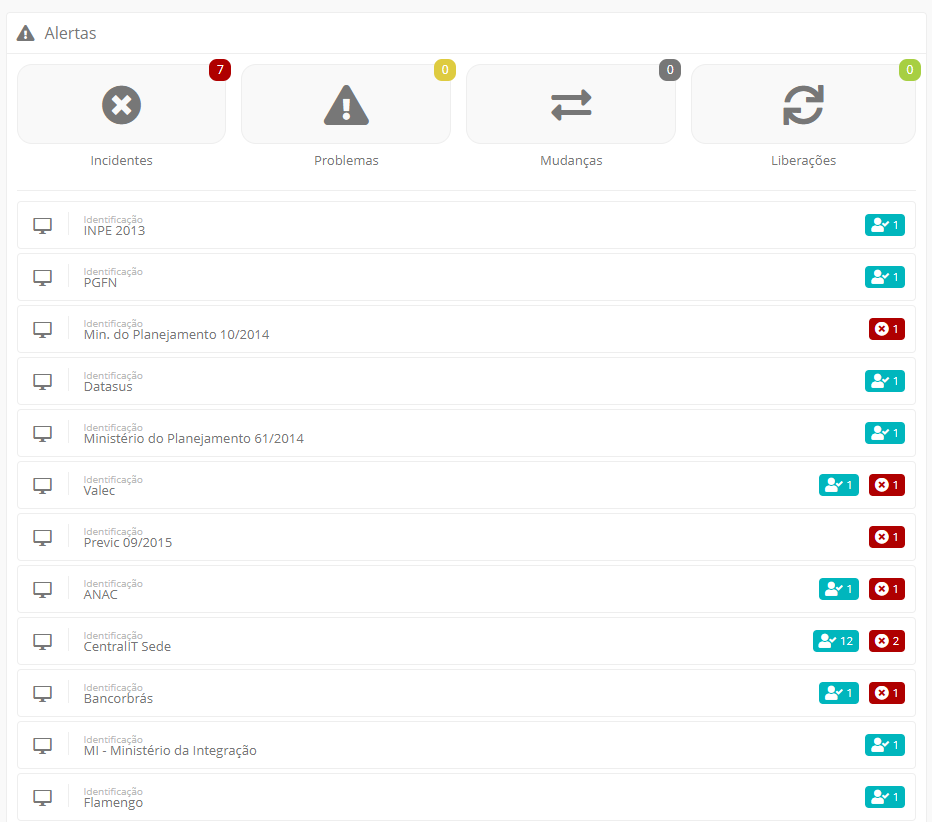 Alertas
7
0
0
0
Incidentes
Problemas
Mudanças
Liberações
Identificação
INPE 2013
1
Identificação
PGFN
1
Identificação
Min. do Planejamento 10/2014
1
Identificação
Datasus
1
Identificação
Ministério do Planejamento 61/2014
1
Identificação
Valec
1
1
Identificação
Previc 09/2015
1
Identificação
ANAC
1
1
Identificação
CentralIT Sede
12
2
Identificação
Bancorbrás
1
1
Identificação
MI - Ministério da Integração
1
Identificação
Flamengo
1